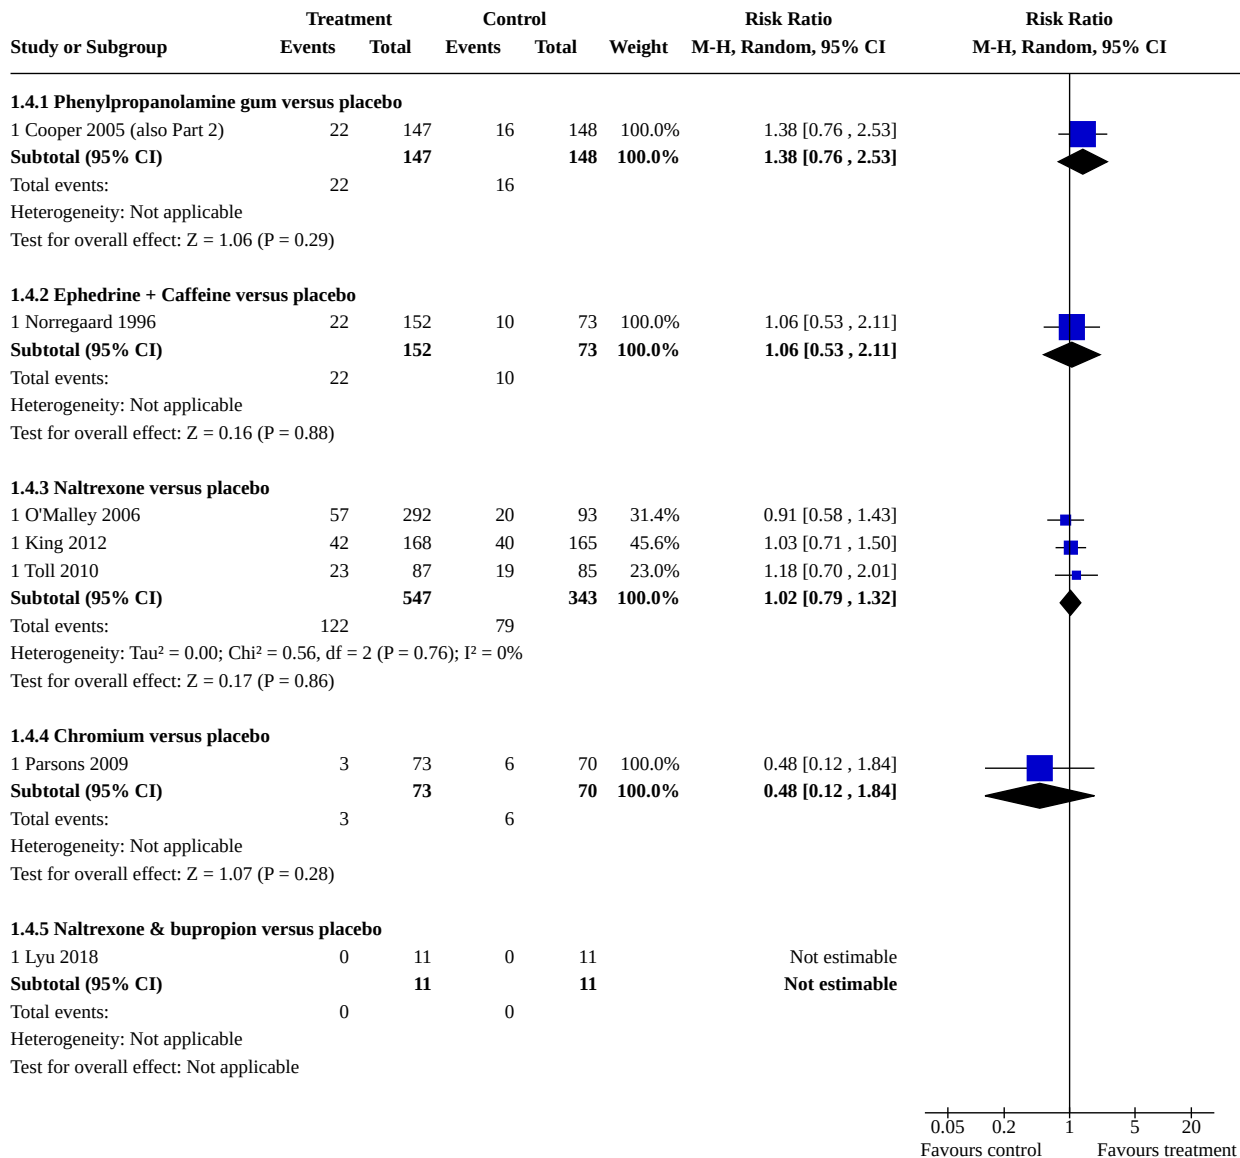 Treatment Control Risk Ratio Risk Ratio
Study or Subgroup Events Total Events Total Weight M-H, Random, 95% CI M-H, Random, 95% CI
1.4.1 Phenylpropanolamine gum versus placebo
1 Cooper 2005 (also Part 2) 22 147 16 148 100.0% 1.38 [0.76 , 2.53]
Subtotal (95% CI) 147 148 100.0% 1.38 [0.76 , 2.53]
Total events: 22 16
Heterogeneity: Not applicable
Test for overall effect: Z = 1.06 (P = 0.29)
1.4.2 Ephedrine + Caffeine versus placebo
1 Norregaard 1996 22 152 10 73 100.0% 1.06 [0.53 , 2.11]
Subtotal (95% CI) 152 73 100.0% 1.06 [0.53 , 2.11]
Total events: 22 10
Heterogeneity: Not applicable
Test for overall effect: Z = 0.16 (P = 0.88)
1.4.3 Naltrexone versus placebo
1 O'Malley 2006 57 292 20 93 31.4% 0.91 [0.58 , 1.43]
1 King 2012 42 168 40 165 45.6% 1.03 [0.71 , 1.50]
1 Toll 2010 23 87 19 85 23.0% 1.18 [0.70 , 2.01]
Subtotal (95% CI) 547 343 100.0% 1.02 [0.79 , 1.32]
Total events: 122 79
Heterogeneity: Tau² = 0.00; Chi² = 0.56, df = 2 (P = 0.76); I² = 0%
Test for overall effect: Z = 0.17 (P = 0.86)
1.4.4 Chromium versus placebo
1 Parsons 2009 3 73 6 70 100.0% 0.48 [0.12 , 1.84]
Subtotal (95% CI) 73 70 100.0% 0.48 [0.12 , 1.84]
Total events: 3 6
Heterogeneity: Not applicable
Test for overall effect: Z = 1.07 (P = 0.28)
1.4.5 Naltrexone & bupropion versus placebo
1 Lyu 2018 0 11 0 11 Not estimable
Subtotal (95% CI) 11 11 Not estimable
Total events: 0 0
Heterogeneity: Not applicable
Test for overall effect: Not applicable
0.05 0.2 1 5 20
Favours control Favours treatment